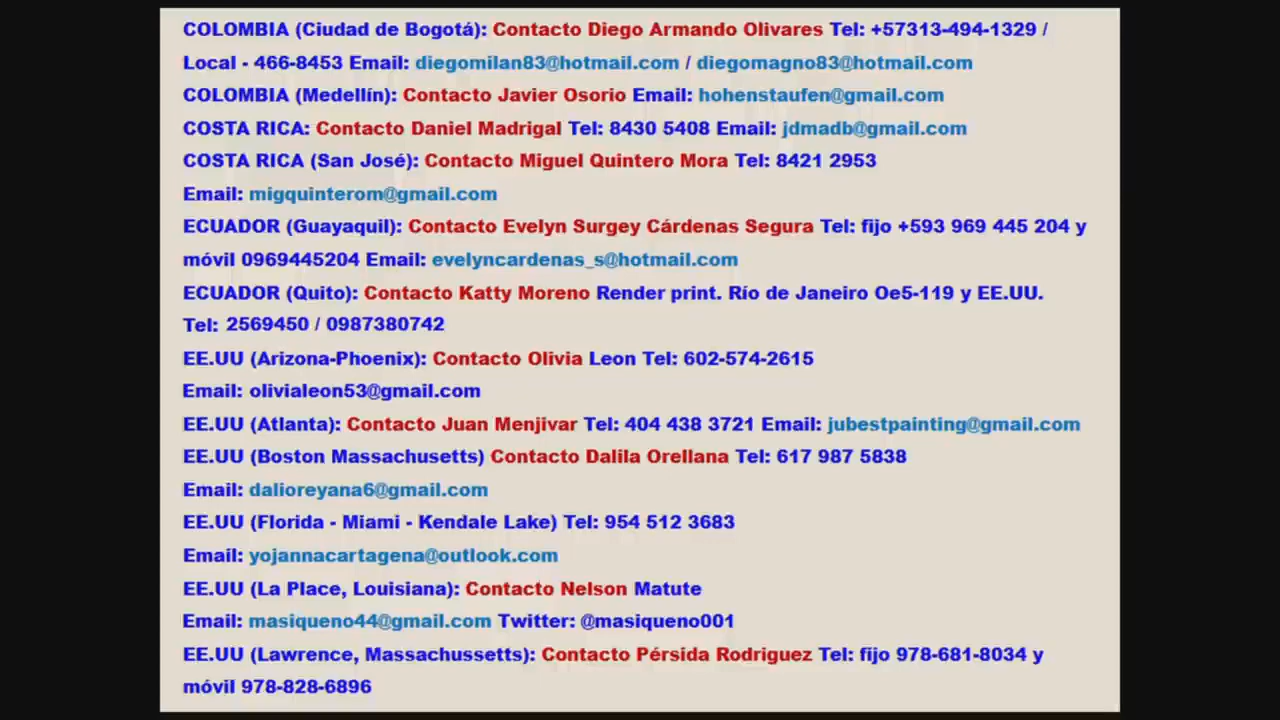 COLOMBIA (Ciudad de Bogotá): Contacto Diego Armando Olivares Tel: +57313-494-1329 /
Local - 466-8453 Email: diegomilan83@hotmail.com / diegomagno83@hotmail.com
COLOMBIA (Medellín): Contacto Javier Osorio Email: hohenstaufen@gmail.com
COSTA RICA: Contacto Daniel Madrigal Tel: 8430 5408 Email: jdmadb@gmail.com
COSTA RICA (San José): Contacto Miguel Quintero Mora Tel: 8421 2953
Email: migquinterom@gmail.com
ECUADOR (Guayaquil): Contacto Evelyn Surgey Cárdenas Segura Tel: fijo +593 969 445 204 y
móvil 0969445204 Email: evelyncardenas_s@hotmail.com
ECUADOR (Quito): Contacto Katty Moreno Render print. Río de Janeiro Oe5-119 y EE.UU.
Tel: 2569450 / 0987380742
EE.UU (Arizona-Phoenix): Contacto Olivia Leon Tel: 602-574-2615
Email: olivialeon53@gmail.com
EE.UU (Atlanta): Contacto Juan Menjivar Tel: 404 438 3721 Email: jubestpainting@gmail.com
EE.UU (Boston Massachusetts) Contacto Dalila Orellana Tel: 617 987 5838
Email: dalioreyana6@gmail.com
EE.UU (Florida - Miami - Kendale Lake) Tel: 954 512 3683
Email: yojannacartagena@outlook.com
EE.UU (La Place, Louisiana): Contacto Nelson Matute
Email: masiqueno44@gmail.com Twitter: @masiqueno001
EE.UU (Lawrence, Massachussetts): Contacto Pérsida Rodriguez Tel: fijo 978-681-8034 y
móvil 978-828-6896